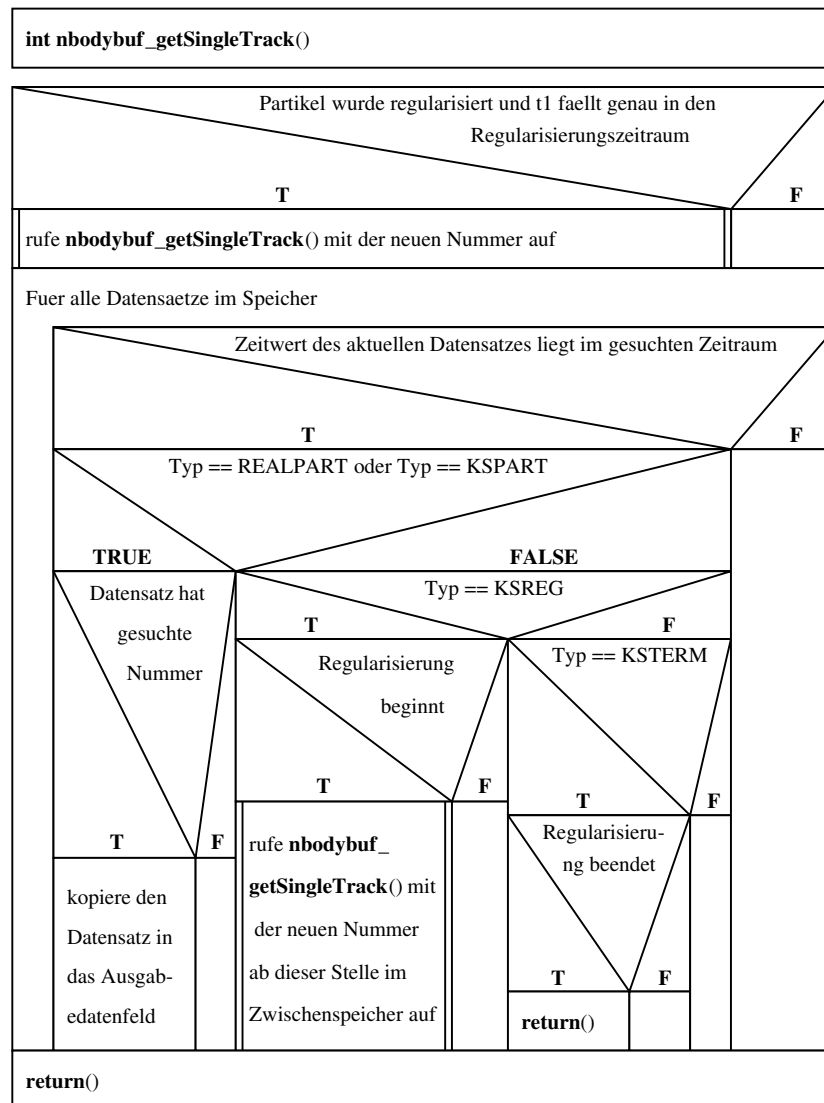 int nbodybuf_getSingleTrack()
Partikel wurde regularisiert und t1 faellt genau in den
Regularisierungszeitraum
T
F
rufe nbodybuf_getSingleTrack() mit der neuen Nummer auf
Fuer alle Datensaetze im Speicher
Zeitwert des aktuellen Datensatzes liegt im gesuchten Zeitraum
T
F
Typ == REALPART oder Typ == KSPART
TRUE
FALSE
Datensatz hat
gesuchte
Nummer
T
F
kopiere den
Datensatz in
das Ausgab-
edatenfeld
Typ == KSREG
T
F
Regularisierung
beginnt
T
F
rufe nbodybuf_
getSingleTrack() mit
der neuen Nummer
ab dieser Stelle im
Zwischenspeicher auf
Typ == KSTERM
T
F
Regularisieru-
ng beendet
T
F
return()
return()